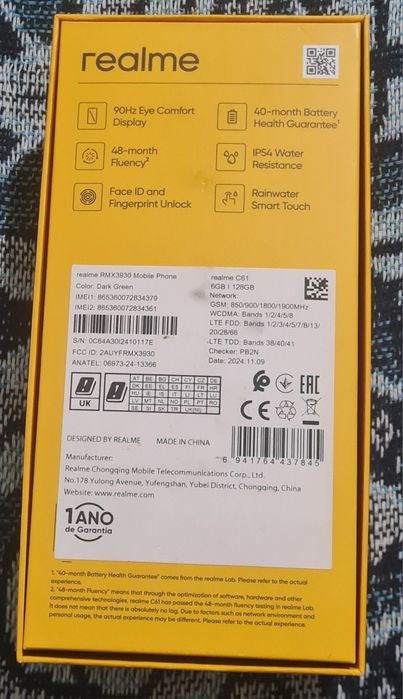 realme
90Hz Eye Comfort
Display
40-month Battery
Health Guarantee¹
48-month
Fluency²
IP54 Water
Resistance
Face ID and
Fingerprint Unlock
Rainwater
Smart Touch
realme RMX3930 Mobile Phone
Color: Dark Green
IMEI1: 865360072834379
IMEI2: 865360072834361
S/N: 0C64A30I2410117E
FCC ID: 2AUYFRMX3930
ANATEL: 06973-24-13366
realme C61
6GB | 128GB
Network:
GSM: 850/900/1800/1900MHz
WCDMA: Bands 1/2/4/5/8
LTE FDD: Bands 1/2/3/4/5/7/8/13/
20/28/66
LTE TDD: Bands 38/40/41
Checker: PB2N
Date: 2024.11.09
UK
AT BE BG CH CY CZ DE
DK EE EL ES FI FR HR
HU IE IS IT LI LT LU
LV MT NL NO PL PT RO
SE SI SK TR UK(NI)
EAC
CE
DESIGNED BY REALME MADE IN CHINA
6 941764 437845
Manufacturer:
Realme Chongqing Mobile Telecommunications Corp., Ltd.
No.178 Yulong Avenue, Yufengshan, Yubei District, Chongqing, China
Website: www.realme.com
1 ANO
de Garantia
1. "40-month Battery Health Guarantee" comes from the realme Lab. Please refer to the actual
experience.
2. "48-month Fluency" means that through the optimization of software, hardware and other
comprehensive technologies, realme C61 has passed the 48-month fluency testing in realme Lab.
It does not mean that there is absolutely no lag. Due to factors such as network environment and
personal usage, the actual experience may be different. Please refer to the actual experience.